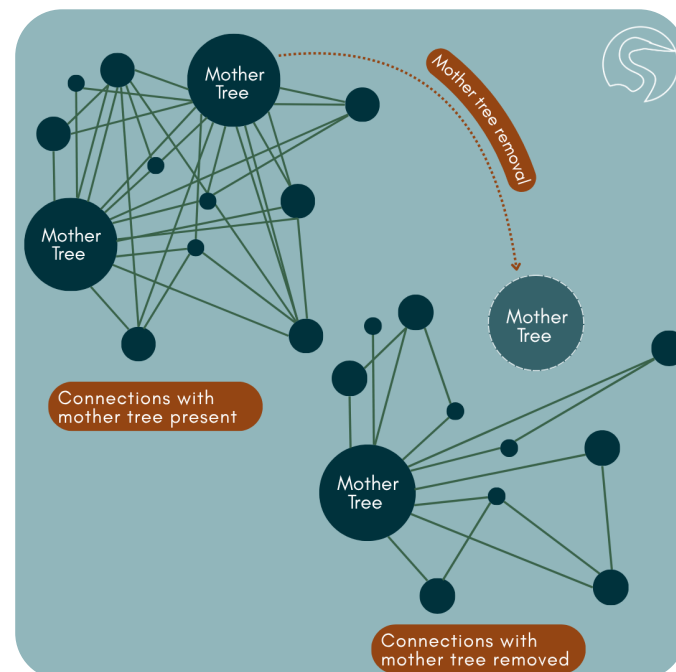 Mother
Tree
Mother tree removal
Mother
Tree
Mother
Tree
Connections with
mother tree present
Mother
Tree
Connections with
mother tree removed